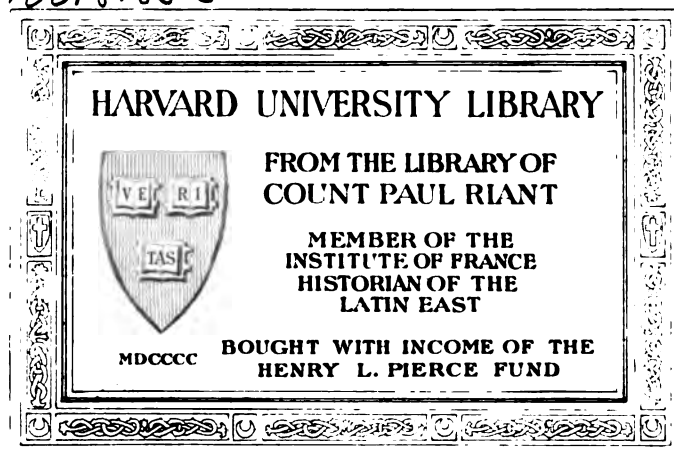 HARVARD UNIVERSITY LIBRARY
FROM THE LIBRARY OF
COUNT PAUL RIANT
VE RI
TAS
MEMBER OF THE
INSTITUTE OF FRANCE
HISTORIAN OF THE
LATIN EAST
MDCCCC
BOUGHT WITH INCOME OF THE
HENRY L. PIERCE FUND